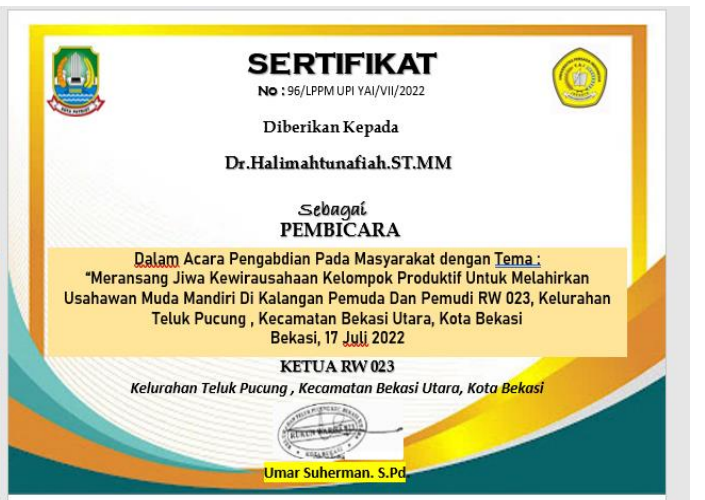 SERTIFIKAT
No : 96/LPPM UPI YAI/VII/2022
Diberikan Kepada
Dr.Halimahtunafiah.ST.MM
Sebagai
PEMBICARA
Dalam Acara Pengabdian Pada Masyarakat dengan Tema :
“Meransang Jiwa Kewirausahaan Kelompok Produktif Untuk Melahirkan
Usahawan Muda Mandiri Di Kalangan Pemuda Dan Pemudi RW 023, Kelurahan
Teluk Pucung , Kecamatan Bekasi Utara, Kota Bekasi
Bekasi, 17 Juli 2022
KETUA RW 023
Kelurahan Teluk Pucung , Kecamatan Bekasi Utara, Kota Bekasi
RUKUN WARGA
Umar Suherman. S.Pd.